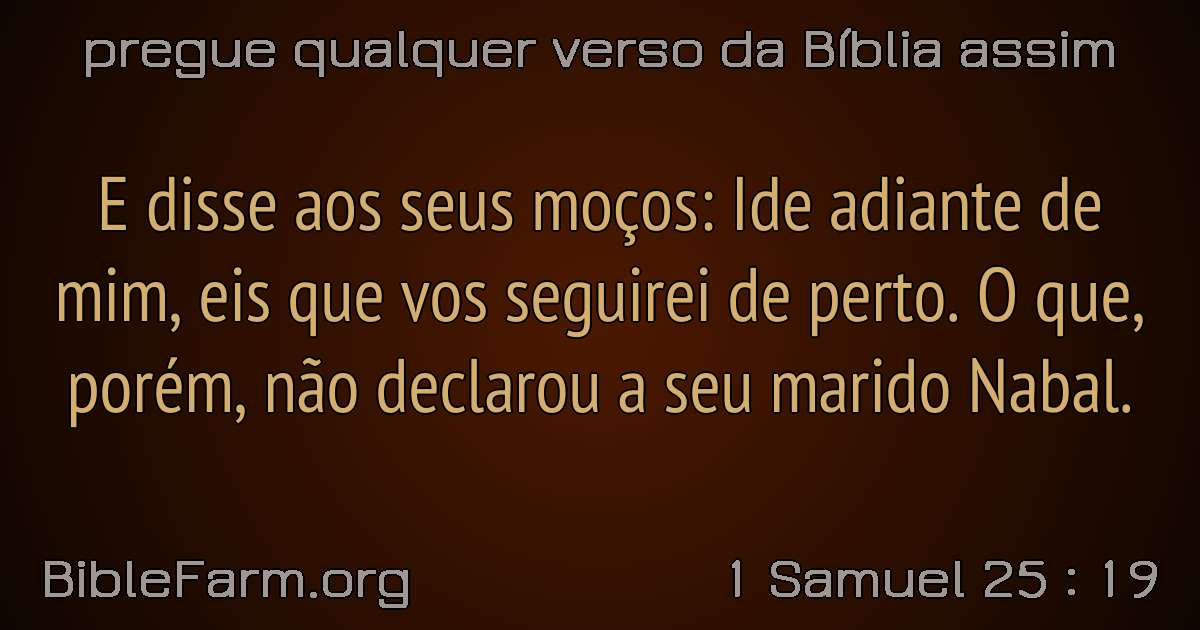 pregue qualquer verso da Bíblia assim
E disse aos seus moços: Ide adiante de
mim, eis que vos seguirei de perto. O que,
porém, não declarou a seu marido Nabal.
BibleFarm.org
1 Samuel 25 : 19